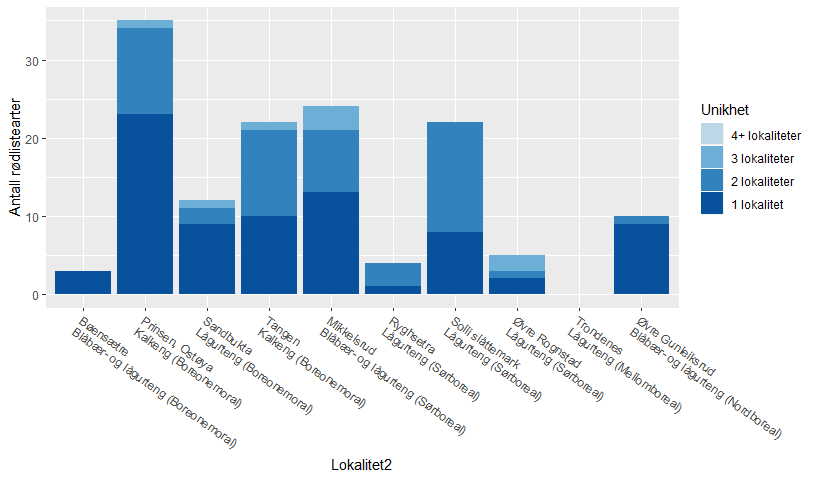 Antall rødlistearter
30
20
10
0
Bøensætre
Blåbær- og lågurteng (Boreonemoral)
Prinsen, Ostøya
Kalkeng (Boreonemoral)
Sandbukta
Lågurteng (Boreonemoral)
Tangen
Kalkeng (Boreonemoral)
Mikkelsrud
Blåbær- og lågurteng (Sørboreal)
Ryghsetra
Lågurteng (Sørboreal)
Solli slåttemark
Lågurteng (Sørboreal)
Øvre Rognstad
Lågurteng (Sørboreal)
Trondenes
Lågurteng (Mellomboreal)
Øvre Gunleiksrud
Blåbær- og lågurteng (Nordboreal)
Lokalitet2
Unikhet
4+ lokaliteter
3 lokaliteter
2 lokaliteter
1 lokalitet